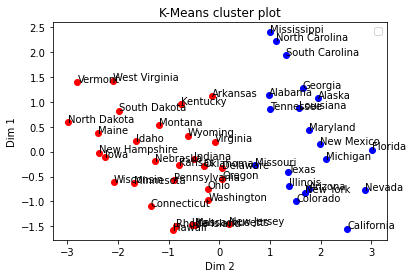 K-Means cluster plot
2.5
2.0
1.5
1.0
0.5
0.0
−0.5
−1.0
−1.5
Dim 1
Mississippi
North Carolina
South Carolina
Vermont
West Virginia
Georgia
Arkansas
Alabama
Alaska
Kentucky
South Dakota
Tennessee
Louisiana
North Dakota
Montana
Maryland
Maine
Wyoming
Idaho
Virginia
New Mexico
New Hampshire
Iowa
Indiana
Florida
Nebraska
Michigan
Kansas
Oklahoma
Missouri
Texas
Oregon
Wisconsin
Minnesota
Pennsylvania
Illinois
Ohio
Arizona
New York
Nevada
Washington
Colorado
Connecticut
New Jersey
Hawaii
California
−3
−2
−1
0
1
2
3
Dim 2